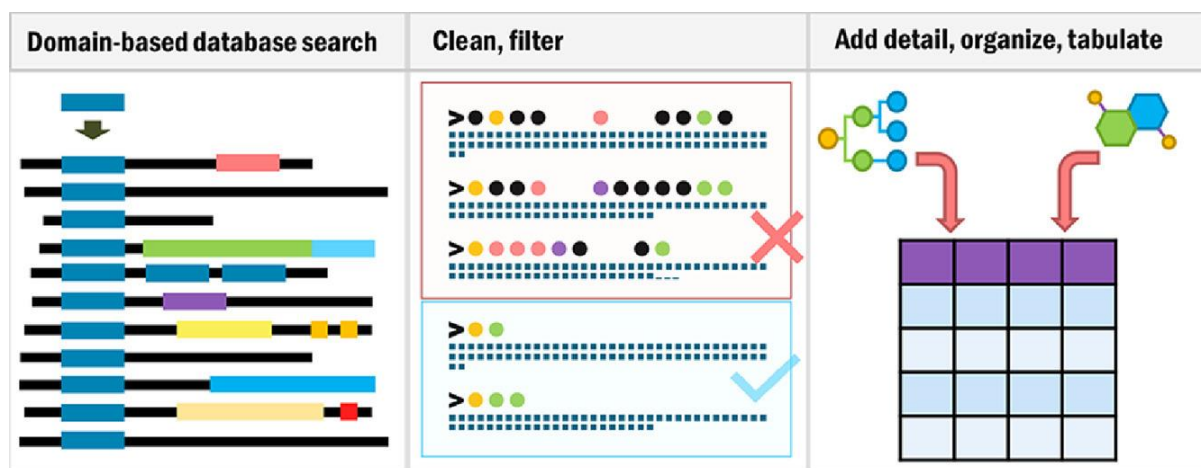 Domain-based database search
Clean, filter
Add detail, organize, tabulate
>
>
>
>
>